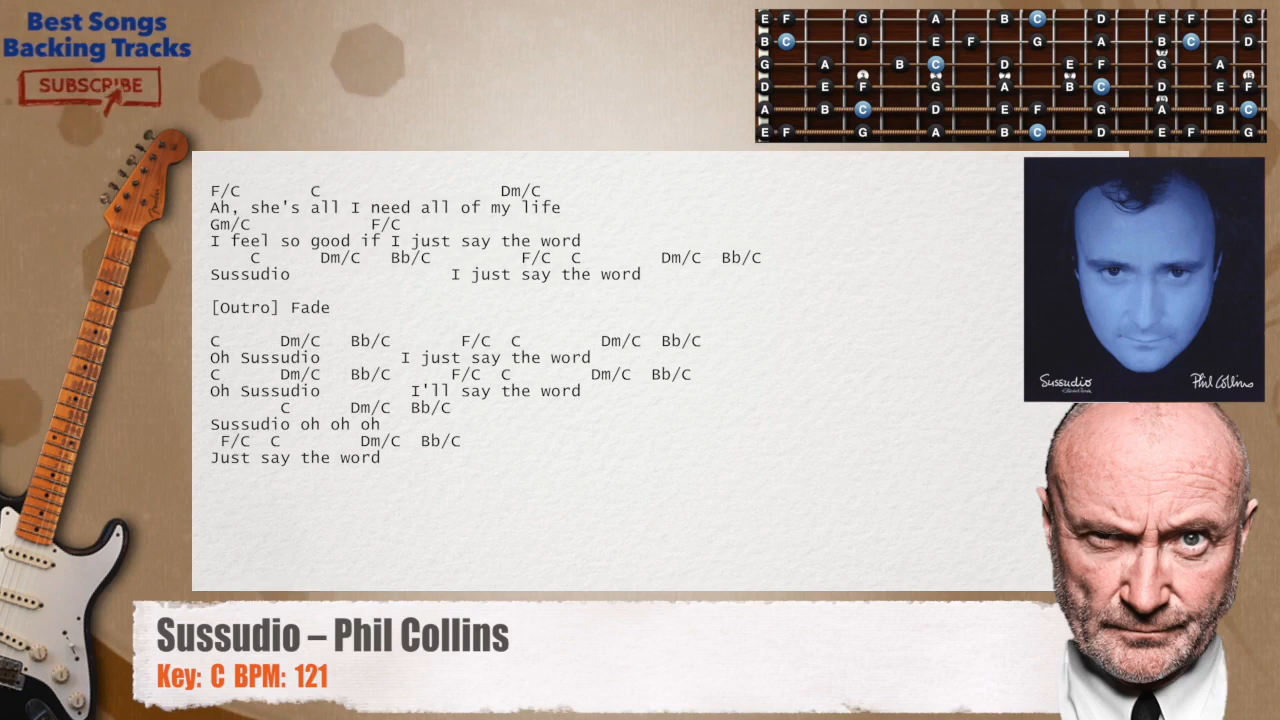 Best Songs
Backing Tracks
SUBSCRIBE
E F G A B C D E F G
B C D E F G A B C D
G A B C D E F G A
D E F G A B C D E F
A B C D E F G A B C
E F G A B C D E F G
F/C C Dm/C
Ah, she's all I need all of my life
Gm/C F/C
I feel so good if I just say the word
C Dm/C Bb/C F/C C Dm/C Bb/C
Sussudio I just say the word
[Outro] Fade
C Dm/C Bb/C F/C C Dm/C Bb/C
Oh Sussudio I just say the word
C Dm/C Bb/C F/C C Dm/C Bb/C
Oh Sussudio I'll say the word
C Dm/C Bb/C
Sussudio oh oh oh
F/C C Dm/C Bb/C
Just say the word
Sussudio
Phil Collins
Fender
Sussudio – Phil Collins
Key: C BPM: 121